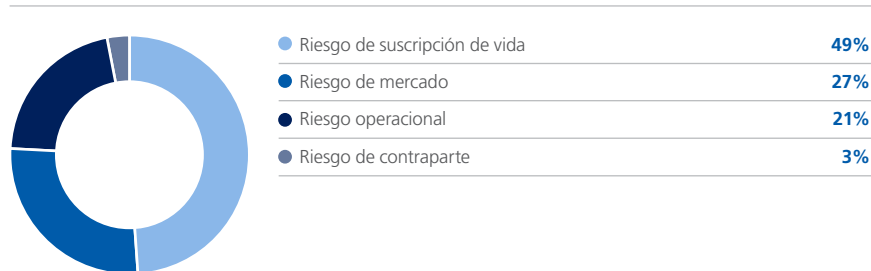 Riesgo de suscripción de vida 49%
Riesgo de mercado 27%
Riesgo operacional 21%
Riesgo de contraparte 3%